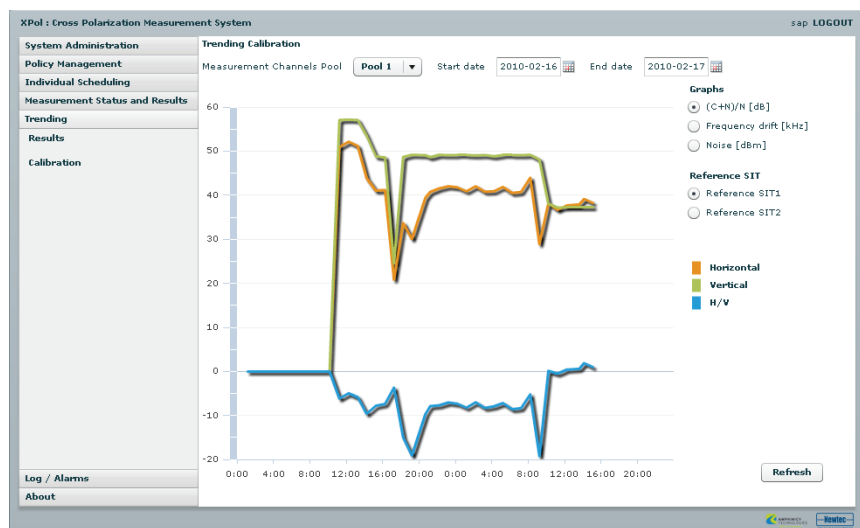 XPol : Cross Polarization Measurement System
sap LOGOUT
System Administration
Policy Management
Individual Scheduling
Measurement Status and Results
Trending
Results
Calibration
Log / Alarms
About
Trending Calibration
Measurement Channels Pool Pool 1 Start date 2010-02-16 End date 2010-02-17
60
50
40
30
20
10
0
-10
-20
0:00 4:00 8:00 12:00 16:00 20:00 0:00 4:00 8:00 12:00 16:00 20:00
Graphs
(C+N)/N [dB]
Frequency drift [kHz]
Noise [dBm]
Reference SIT
Reference SIT1
Reference SIT2
Horizontal
Vertical
H/V
Refresh
Newtec